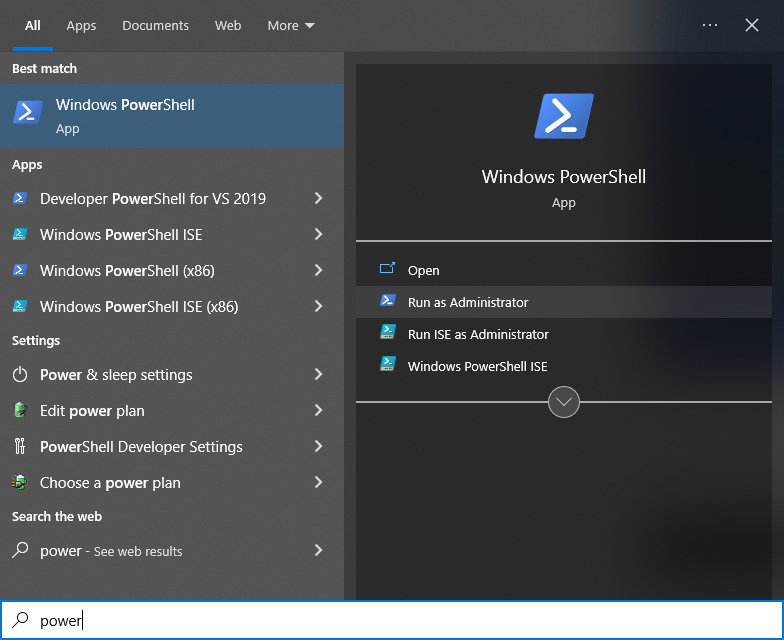 All Apps Documents Web More
Best match
Windows PowerShell
App
Apps
Developer PowerShell for VS 2019
Windows PowerShell ISE
Windows PowerShell (x86)
Windows PowerShell ISE (x86)
Settings
Power & sleep settings
Edit power plan
PowerShell Developer Settings
Choose a power plan
Search the web
power - See web results
Windows PowerShell
App
Open
Run as Administrator
Run ISE as Administrator
Windows PowerShell ISE
power